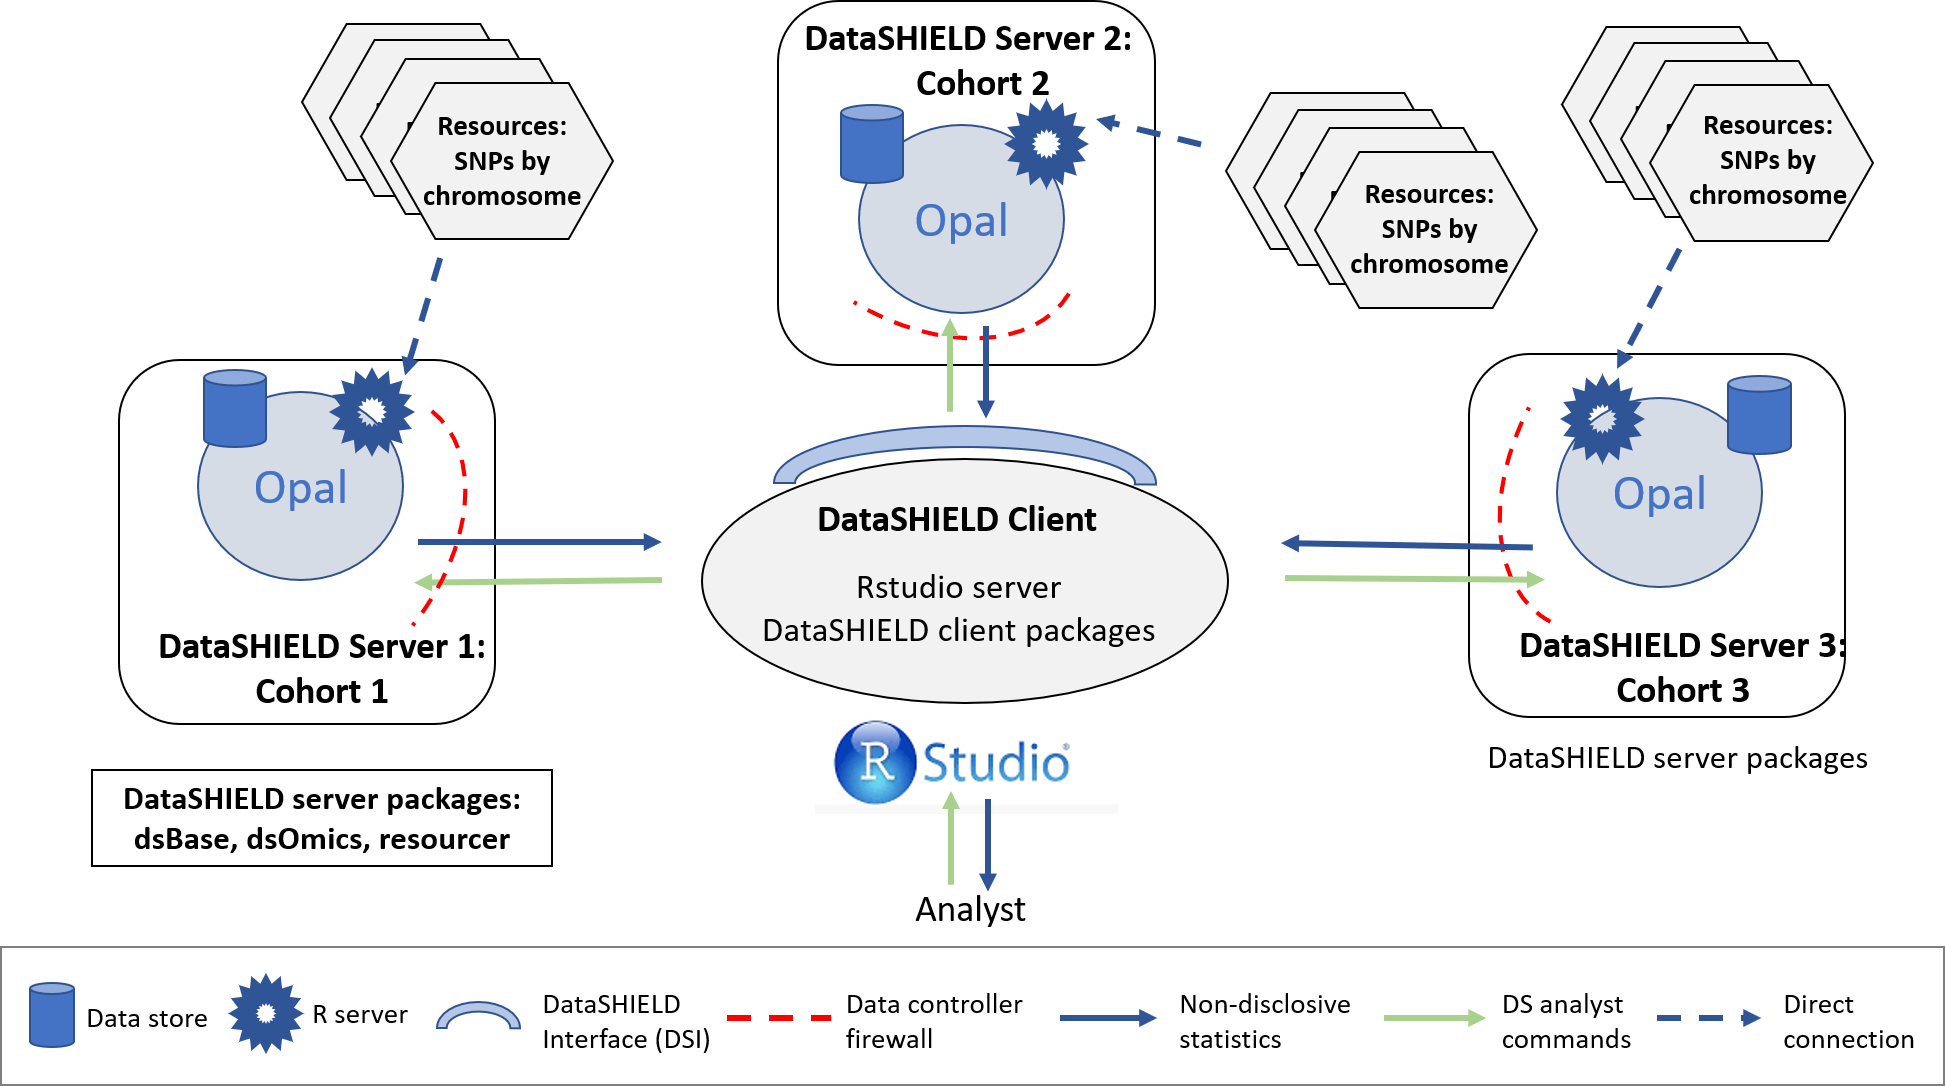 DataSHIELD Server 2:
Cohort 2
Opal
Resources:
SNPs by
chromosome
Resources:
SNPs by
chromosome
Resources:
SNPs by
chromosome
Opal
DataSHIELD Server 1:
Cohort 1
DataSHIELD Client
Rstudio server
DataSHIELD client packages
Opal
DataSHIELD Server 3:
Cohort 3
DataSHIELD server packages
DataSHIELD server packages:
dsBase, dsOmics, resourcer
R Studio®
Analyst
Data store
R server
DataSHIELD
Interface (DSI)
Data controller
firewall
Non-disclosive
statistics
DS analyst
commands
Direct
connection